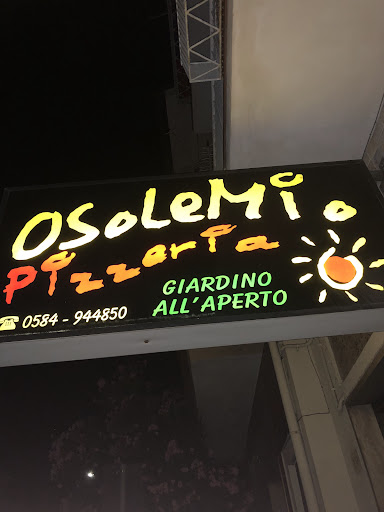 OSoLeMio
Pizzeria
GIARDINO
ALL'APERTO
☎ 0584 - 944850